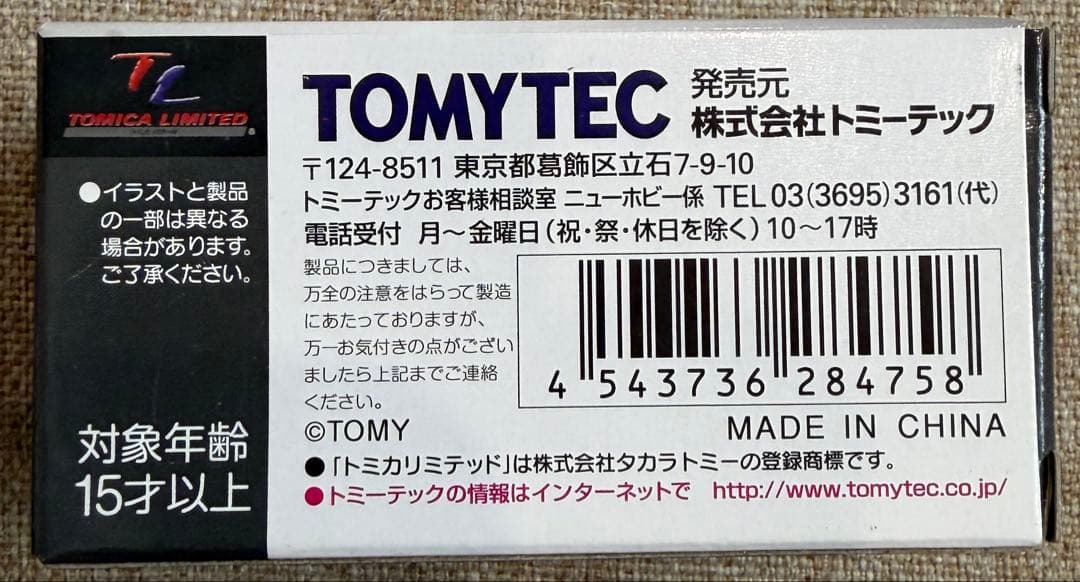 TL
TOMICA LIMITED
●イラストと製品
の一部は異なる
場合があります。
ご了承ください。
対象年齢
15才以上
TOMYTEC
発売元
株式会社トミーテック
〒124-8511 東京都葛飾区立石7-9-10
トミーテックお客様相談室 ニューホビー係 TEL 03(3695)3161(代)
電話受付 月～金曜日(祝・祭・休日を除く)10～17時
製品につきましては、
万全の注意をはらって製造
にあたっておりますが、
万一お気付きの点がござい
ましたら上記までご連絡
ください。
4 543736 284758
©TOMY
MADE IN CHINA
●「トミカリミテッド」は株式会社タカラトミーの登録商標です。
●トミーテックの情報はインターネットで http://www.tomytec.co.jp/